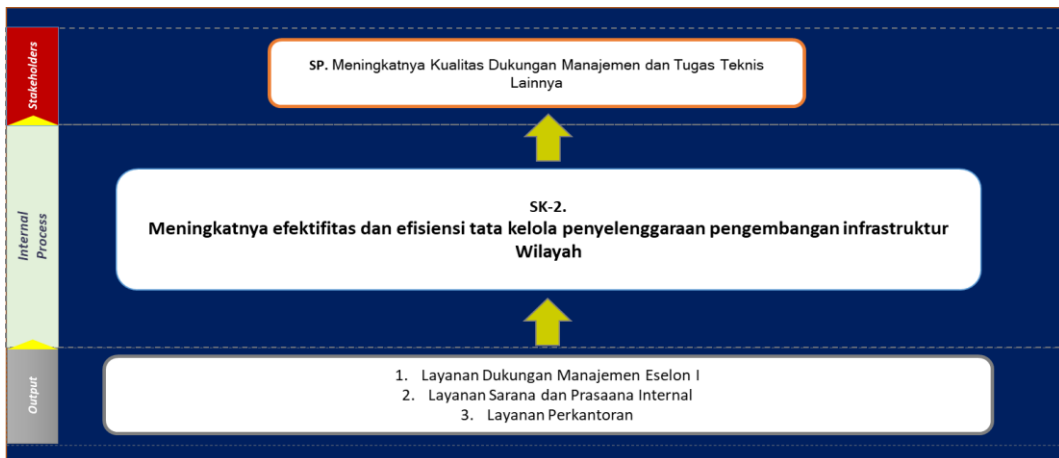 Stakeholders
SP. Meningkatnya Kualitas Dukungan Manajemen dan Tugas Teknis
Lainnya
Internal
Process
SK-2.
Meningkatnya efektifitas dan efisiensi tata kelola penyelenggaraan pengembangan infrastruktur
Wilayah
Output
1. Layanan Dukungan Manajemen Eselon I
2. Layanan Sarana dan Prasaana Internal
3. Layanan Perkantoran